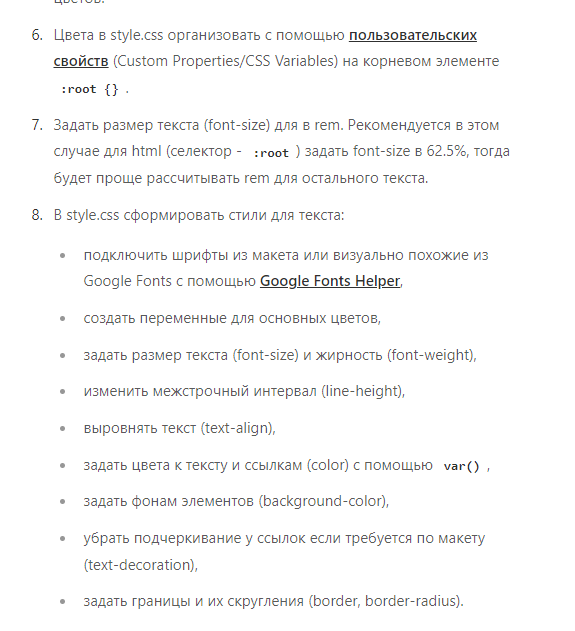 цветов.
6. Цвета в style.css организовать с помощью пользовательских
свойств (Custom Properties/CSS Variables) на корневом элементе
:root {} .
7. Задать размер текста (font-size) для в rem. Рекомендуется в этом
случае для html (селектор - :root ) задать font-size в 62.5%, тогда
будет проще рассчитывать rem для остального текста.
8. В style.css сформировать стили для текста:
• подключить шрифты из макета или визуально похожие из
Google Fonts с помощью Google Fonts Helper,
• создать переменные для основных цветов,
• задать размер текста (font-size) и жирность (font-weight),
• изменить межстрочный интервал (line-height),
• выровнять текст (text-align),
• задать цвета к тексту и ссылкам (color) с помощью var() ,
• задать фонам элементов (background-color),
• убрать подчеркивание у ссылок если требуется по макету
(text-decoration),
• задать границы и их скругления (border, border-radius).